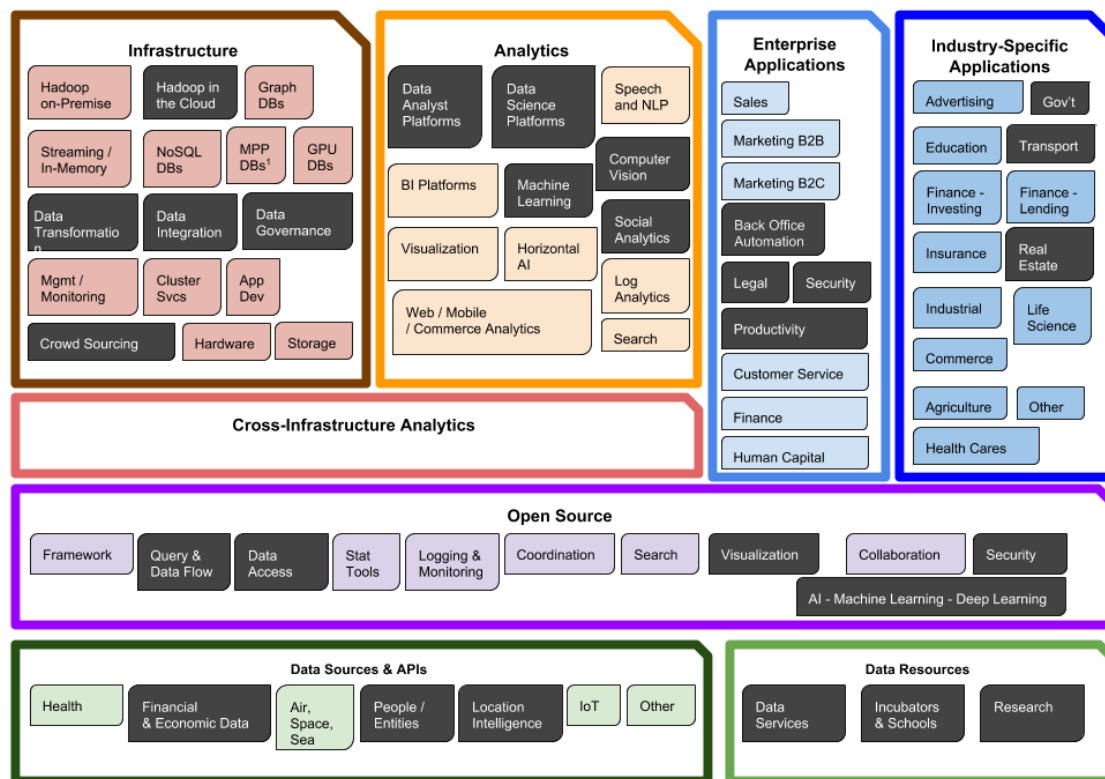 Infrastructure
Hadoop
on-Premise
Hadoop in
the Cloud
Graph
DBs
Streaming /
In-Memory
NoSQL
DBs
MPP
DBs¹
GPU
DBs
Data
Transformatio
n
Data
Integration
Data
Governance
Mgmt /
Monitoring
Cluster
Svcs
App
Dev
Crowd Sourcing
Hardware
Storage
Analytics
Data
Analyst
Platforms
Data
Science
Platforms
Speech
and NLP
Computer
Vision
BI Platforms
Machine
Learning
Social
Analytics
Visualization
Horizontal
AI
Log
Analytics
Web / Mobile
/ Commerce Analytics
Search
Enterprise
Applications
Sales
Marketing B2B
Marketing B2C
Back Office
Automation
Legal
Security
Productivity
Customer Service
Finance
Human Capital
Industry-Specific
Applications
Advertising
Gov't
Education
Transport
Finance -
Investing
Finance -
Lending
Insurance
Real
Estate
Industrial
Life
Science
Commerce
Agriculture
Other
Health Cares
Cross-Infrastructure Analytics
Open Source
Framework
Query &
Data Flow
Data
Access
Stat
Tools
Logging &
Monitoring
Coordination
Search
Visualization
Collaboration
Security
AI - Machine Learning - Deep Learning
Data Sources & APIs
Health
Financial
& Economic Data
Air,
Space,
Sea
People /
Entities
Location
Intelligence
IoT
Other
Data Resources
Data
Services
Incubators
& Schools
Research